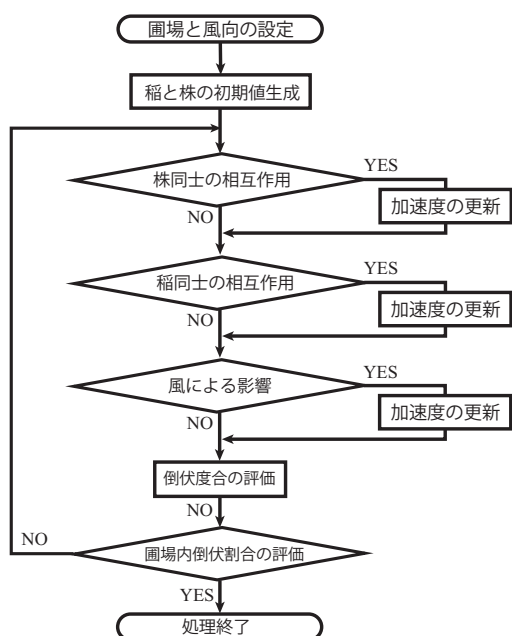 圃場と風向の設定
稲と株の初期値生成
株同士の相互作用
YES
加速度の更新
NO
稲同士の相互作用
YES
加速度の更新
NO
風による影響
YES
加速度の更新
NO
倒伏度合の評価
NO
NO
圃場内倒伏割合の評価
YES
処理終了